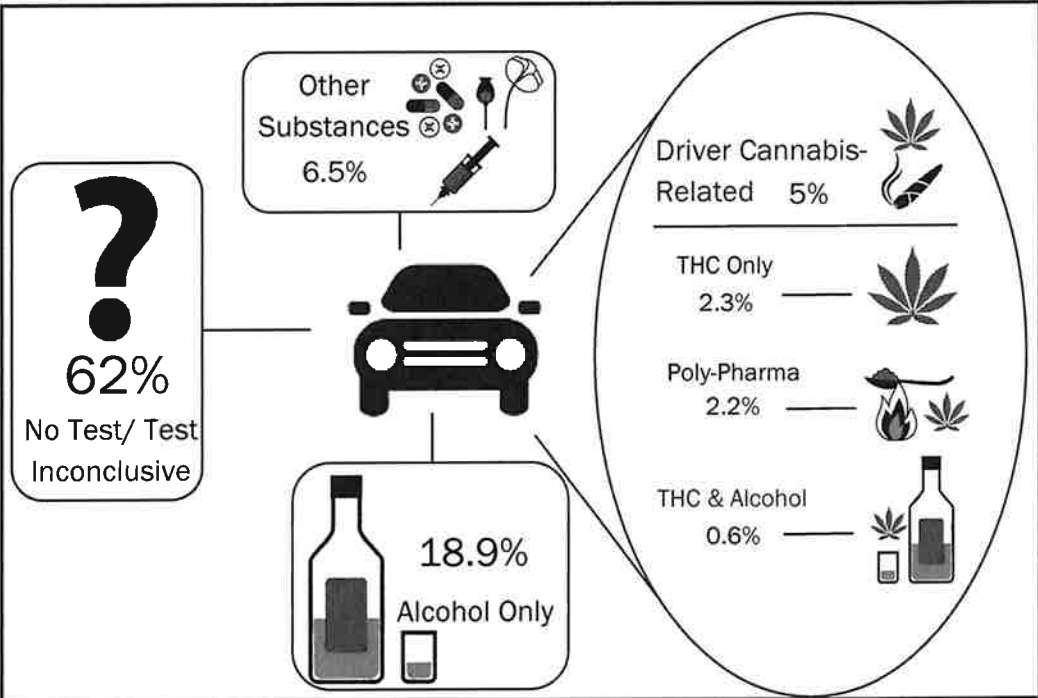 Other
Substances
6.5%
?
62%
No Test/ Test
Inconclusive
18.9%
Alcohol Only
Driver Cannabis-
Related 5%
THC Only
2.3%
Poly-Pharma
2.2%
THC & Alcohol
0.6%